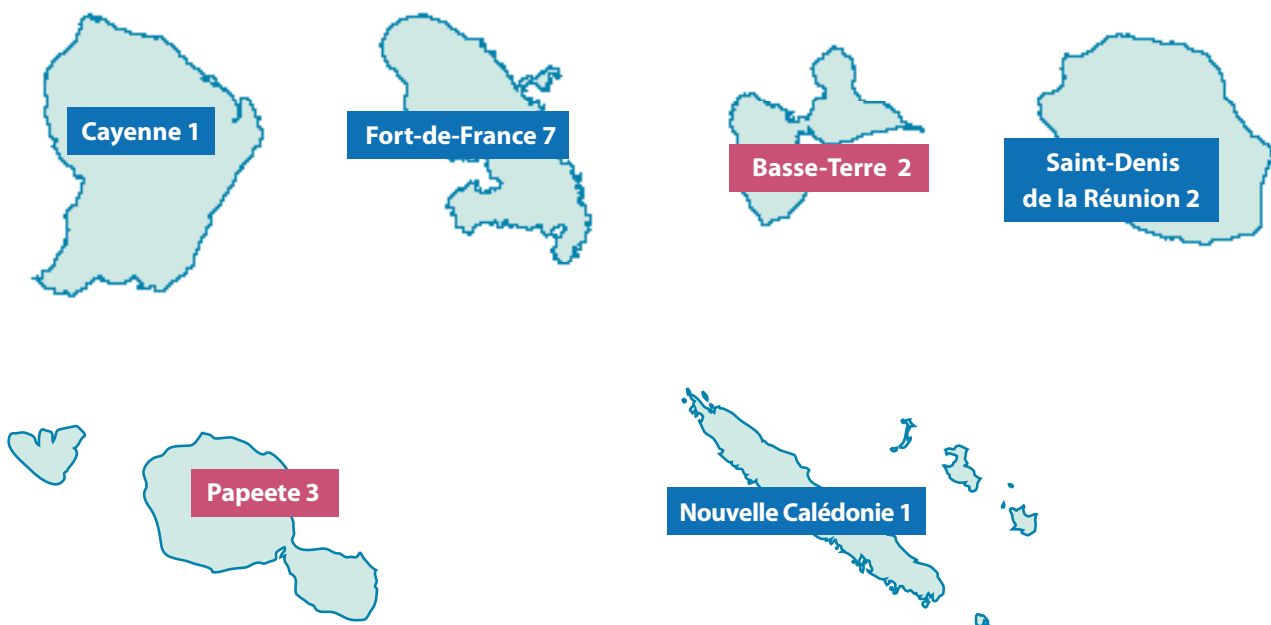 Cayenne 1
Fort-de-France 7
Basse-Terre 2
Saint-Denis
de la Réunion 2
Papeete 3
Nouvelle Calédonie 1